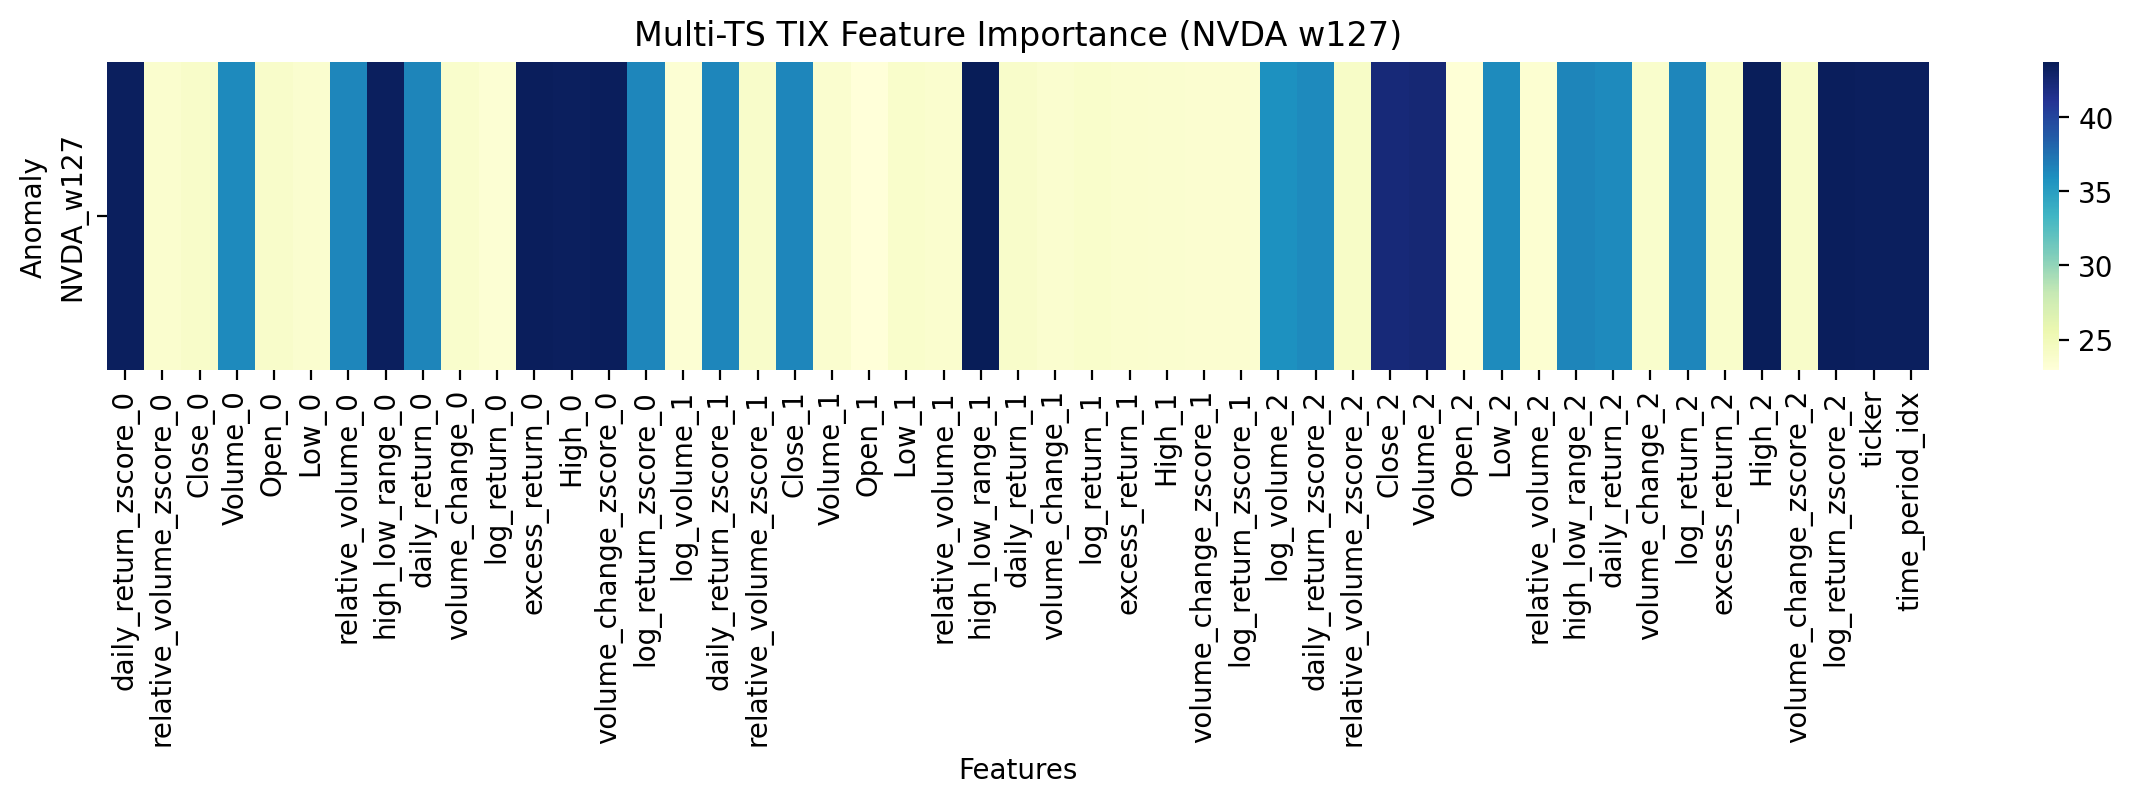 Multi-TS TIX Feature Importance (NVDA w127)
Anomaly
NVDA_w127
40
35
30
25
daily_return_zscore_0
relative_volume_zscore_0
Close_0
Volume_0
Open_0
Low_0
relative_volume_0
high_low_range_0
daily_return_0
volume_change_0
log_return_0
excess_return_0
High_0
volume_change_zscore_0
log_return_zscore_0
log_volume_1
daily_return_zscore_1
relative_volume_zscore_1
Close_1
Volume_1
Open_1
Low_1
relative_volume_1
high_low_range_1
daily_return_1
volume_change_1
log_return_1
excess_return_1
High_1
volume_change_zscore_1
log_return_zscore_1
log_volume_2
daily_return_zscore_2
relative_volume_zscore_2
Close_2
Volume_2
Open_2
Low_2
relative_volume_2
high_low_range_2
daily_return_2
volume_change_2
log_return_2
excess_return_2
High_2
volume_change_zscore_2
log_return_zscore_2
ticker
time_period_idx
Features